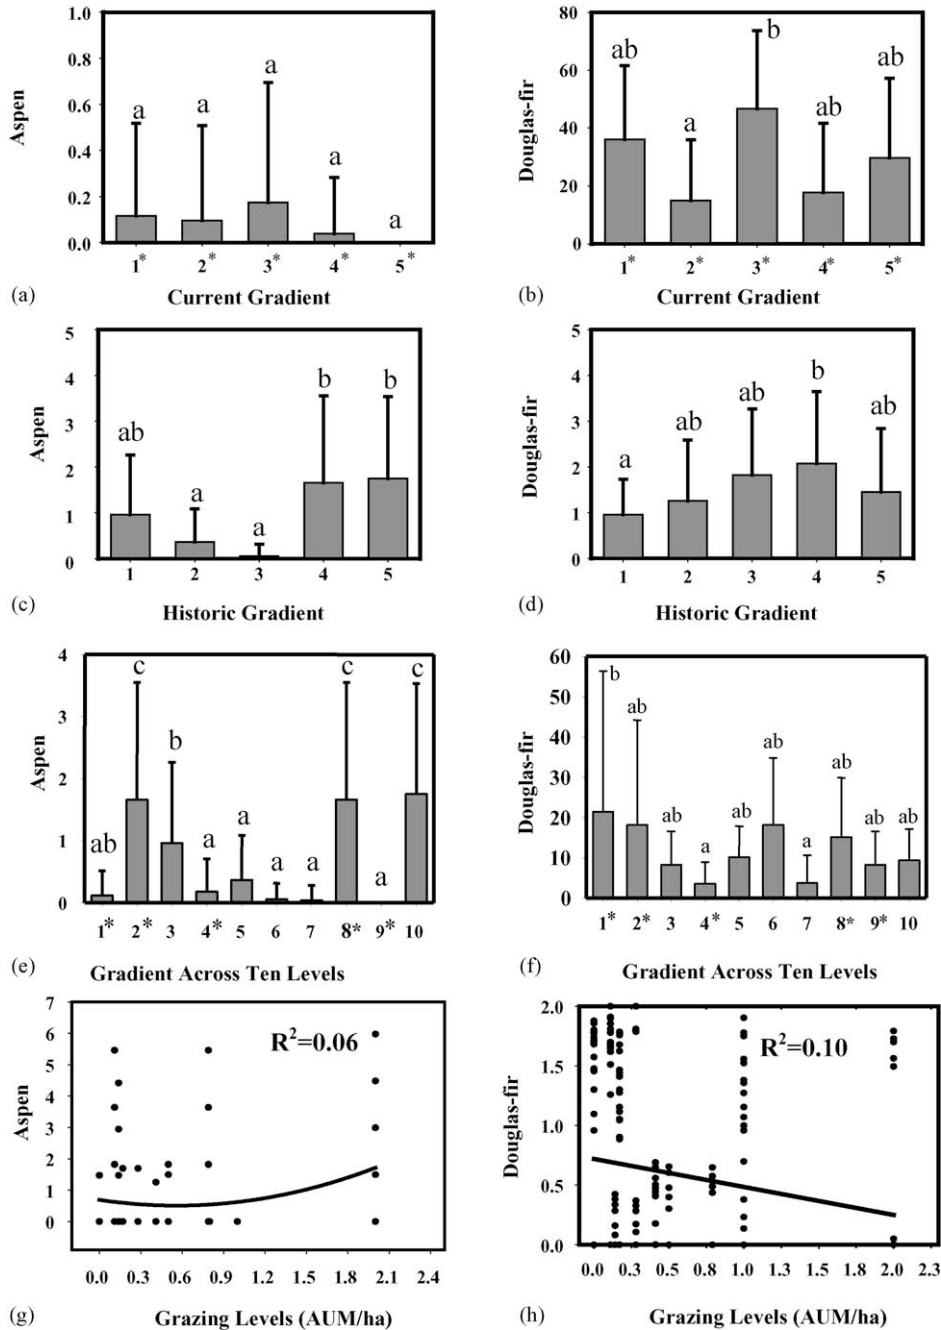 1.0
0.8
0.6
0.4
0.2
0.0
Aspen
a
a
a
a
a
1* 2* 3* 4* 5*
(a)
Current Gradient
80
60
40
20
0
Douglas-fir
ab
a
b
ab
ab
1* 2* 3* 4* 5*
(b)
Current Gradient
5
4
3
2
1
0
Aspen
ab
a
a
b
b
1 2 3 4 5
(c)
Historic Gradient
5
4
3
2
1
0
Douglas-fir
a
ab
ab
b
ab
1 2 3 4 5
(d)
Historic Gradient
4
3
2
1
0
Aspen
ab
c
b
a
a
a
a
c
a
c
1* 2* 3 4* 5 6 7 8* 9* 10
(e)
Gradient Across Ten Levels
60
50
40
30
20
10
0
Douglas-fir
b
ab
ab
a
ab
ab
a
ab
ab
ab
1* 2* 3 4* 5 6 7 8* 9* 10
(f)
Gradient Across Ten Levels
7
6
5
4
3
2
1
0
Aspen
R²=0.06
0.0 0.3 0.6 0.9 1.2 1.5 1.8 2.1 2.4
(g)
Grazing Levels (AUM/ha)
2.0
1.5
1.0
0.5
0.0
Douglas-fir
R²=0.10
0.0 0.3 0.5 0.8 1.0 1.3 1.5 1.8 2.0 2.3
(h)
Grazing Levels (AUM/ha)